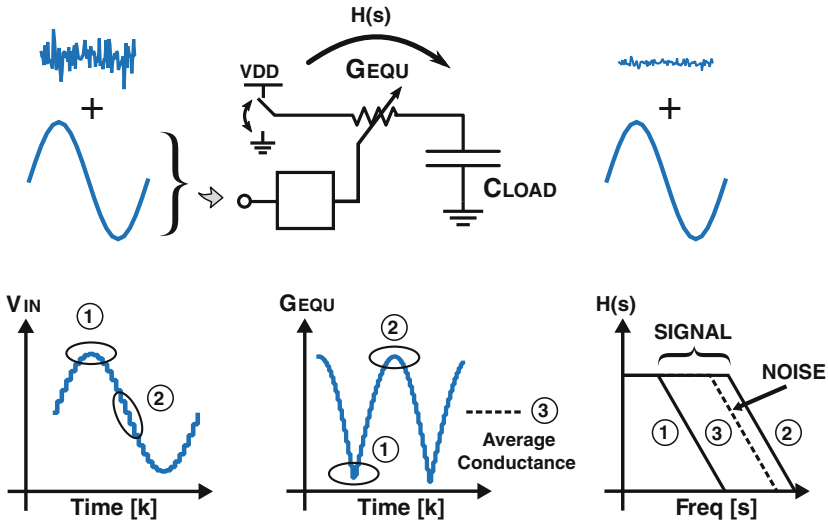 H(s)
VDD
GEQU
+
+
CLOAD
VIN
1
2
Time [k]
GEQU
2
1
3
Average
Conductance
Time [k]
H(s)
SIGNAL
NOISE
1
3
2
Freq [s]